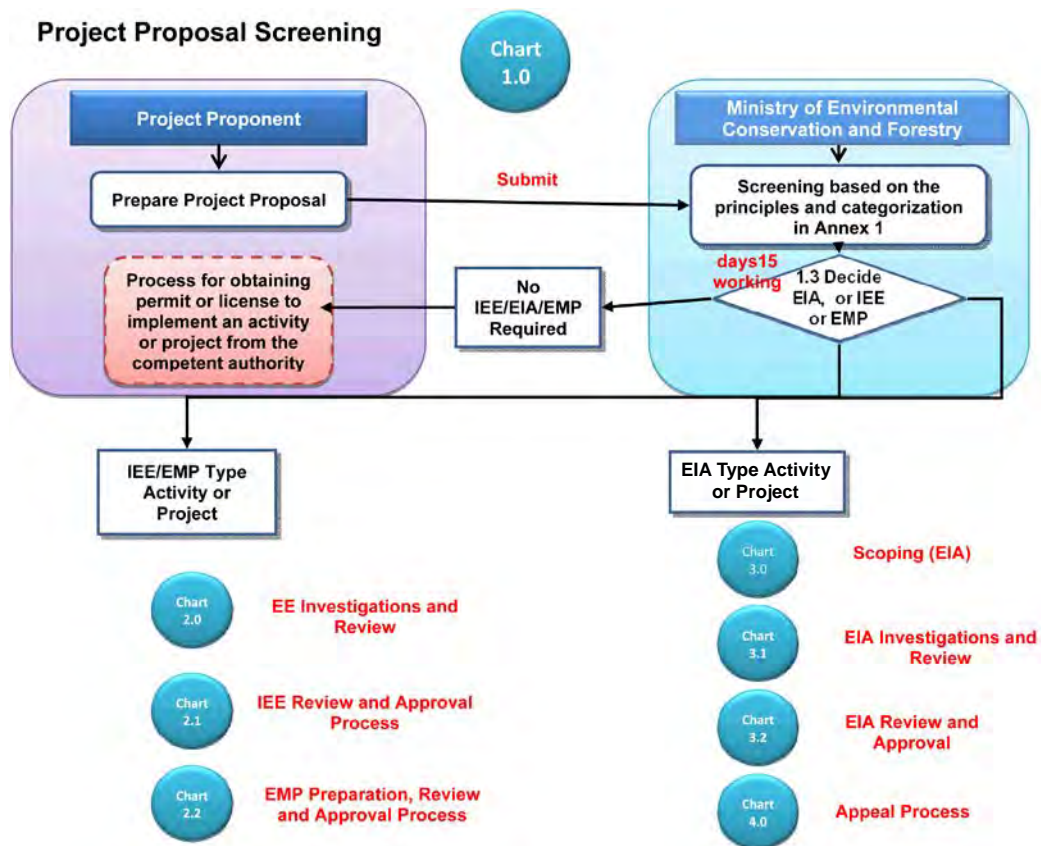 Project Proposal Screening
Chart
1.0
Project Proponent
Ministry of Environmental
Conservation and Forestry
Prepare Project Proposal
Submit
Screening based on the
principles and categorization
in Annex 1
Process for obtaining
permit or license to
implement an activity
or project from the
competent authority
No
IEE/EIA/EMP
Required
days15
working
1.3 Decide
EIA, or IEE
or EMP
IEE/EMP Type
Activity or
Project
EIA Type Activity
or Project
Chart
2.0
EE Investigations and
Review
Chart
2.1
IEE Review and Approval
Process
Chart
2.2
EMP Preparation, Review
and Approval Process
Chart
3.0
Scoping (EIA)
Chart
3.1
EIA Investigations and
Review
Chart
3.2
EIA Review and
Approval
Chart
4.0
Appeal Process